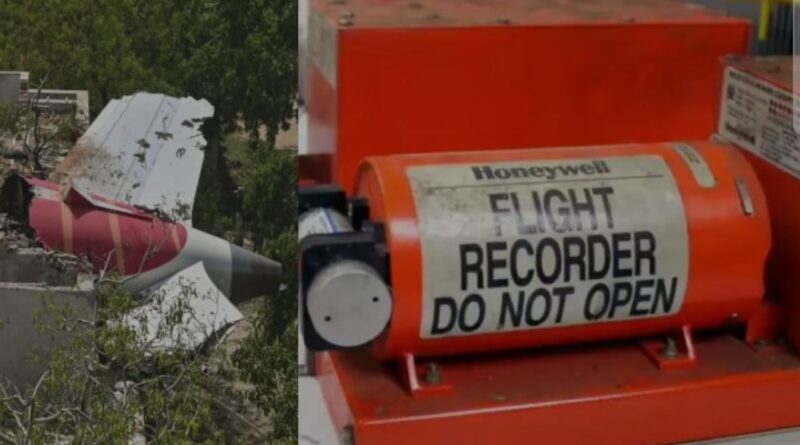 Honeywell
FLIGHT
RECORDER
DO NOT OPEN